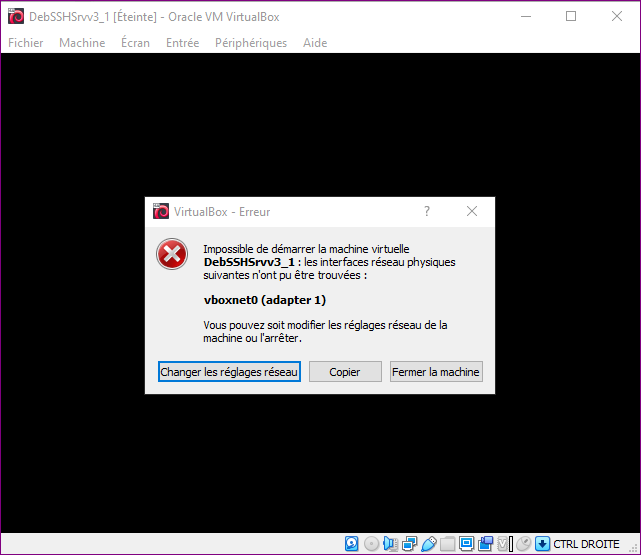 DebSSHSrvv3_1 [Éteinte] - Oracle VM VirtualBox
Fichier Machine Écran Entrée Périphériques Aide
VirtualBox - Erreur
?
Impossible de démarrer la machine virtuelle
DebSSHSrvv3_1 : les interfaces réseau physiques
suivantes n'ont pu être trouvées :
vboxnet0 (adapter 1)
Vous pouvez soit modifier les réglages réseau de la
machine ou l'arrêter.
Changer les réglages réseau Copier Fermer la machine
CTRL DROITE